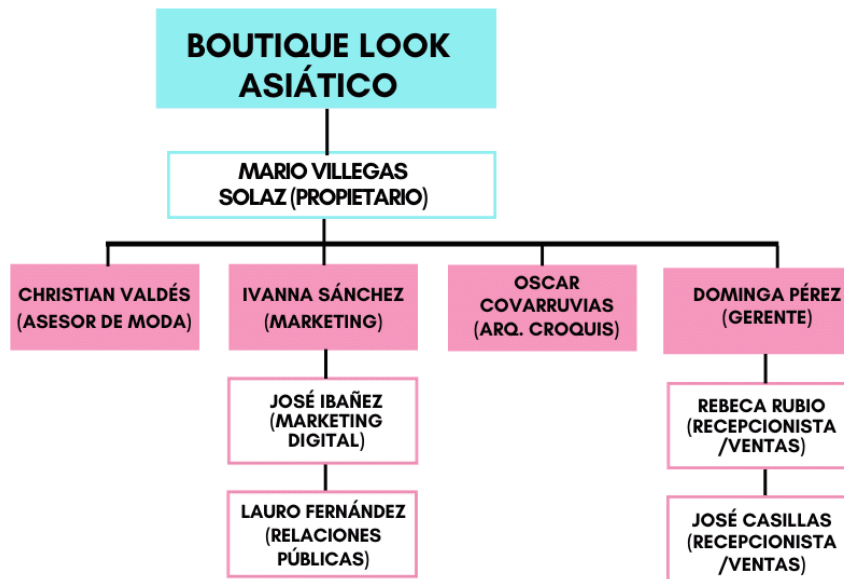 BOUTIQUE LOOK
ASIÁTICO
MARIO VILLEGAS
SOLAZ (PROPIETARIO)
CHRISTIAN VALDÉS
(ASESOR DE MODA)
IVANNA SÁNCHEZ
(MARKETING)
OSCAR
COVARRUVIAS
(ARQ. CROQUIS)
DOMINGA PÉREZ
(GERENTE)
JOSÉ IBAÑEZ
(MARKETING
DIGITAL)
REBECA RUBIO
(RECEPCIONISTA
/VENTAS)
LAURO FERNÁNDEZ
(RELACIONES
PÚBLICAS)
JOSÉ CASILLAS
(RECEPCIONISTA
/VENTAS)